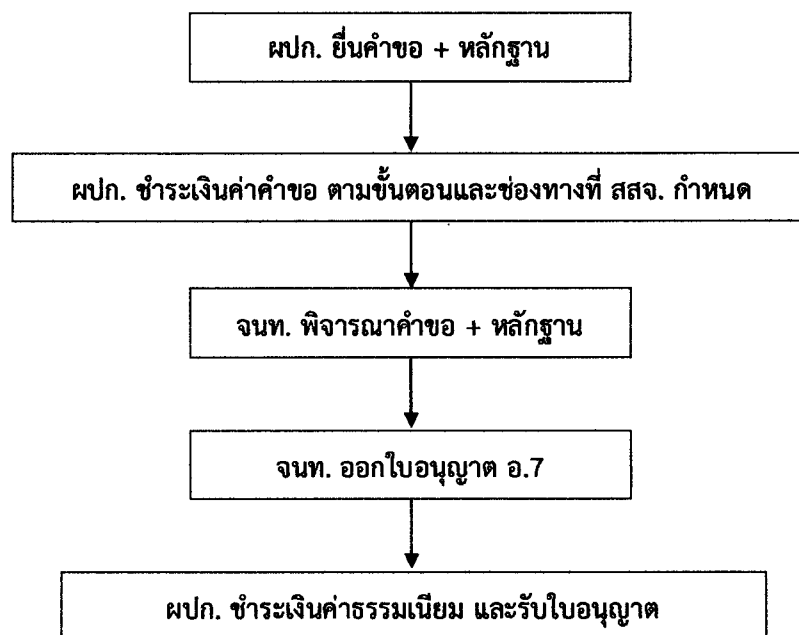 ผปก. ยื่นคำขอ + หลักฐาน
ผปก. ชำระเงินค่าคำขอ ตามขั้นตอนและช่องทางที่ สสจ. กำหนด
จนท. พิจารณาคำขอ + หลักฐาน
จนท. ออกใบอนุญาต อ.7
ผปก. ชำระเงินค่าธรรมเนียม และรับใบอนุญาต